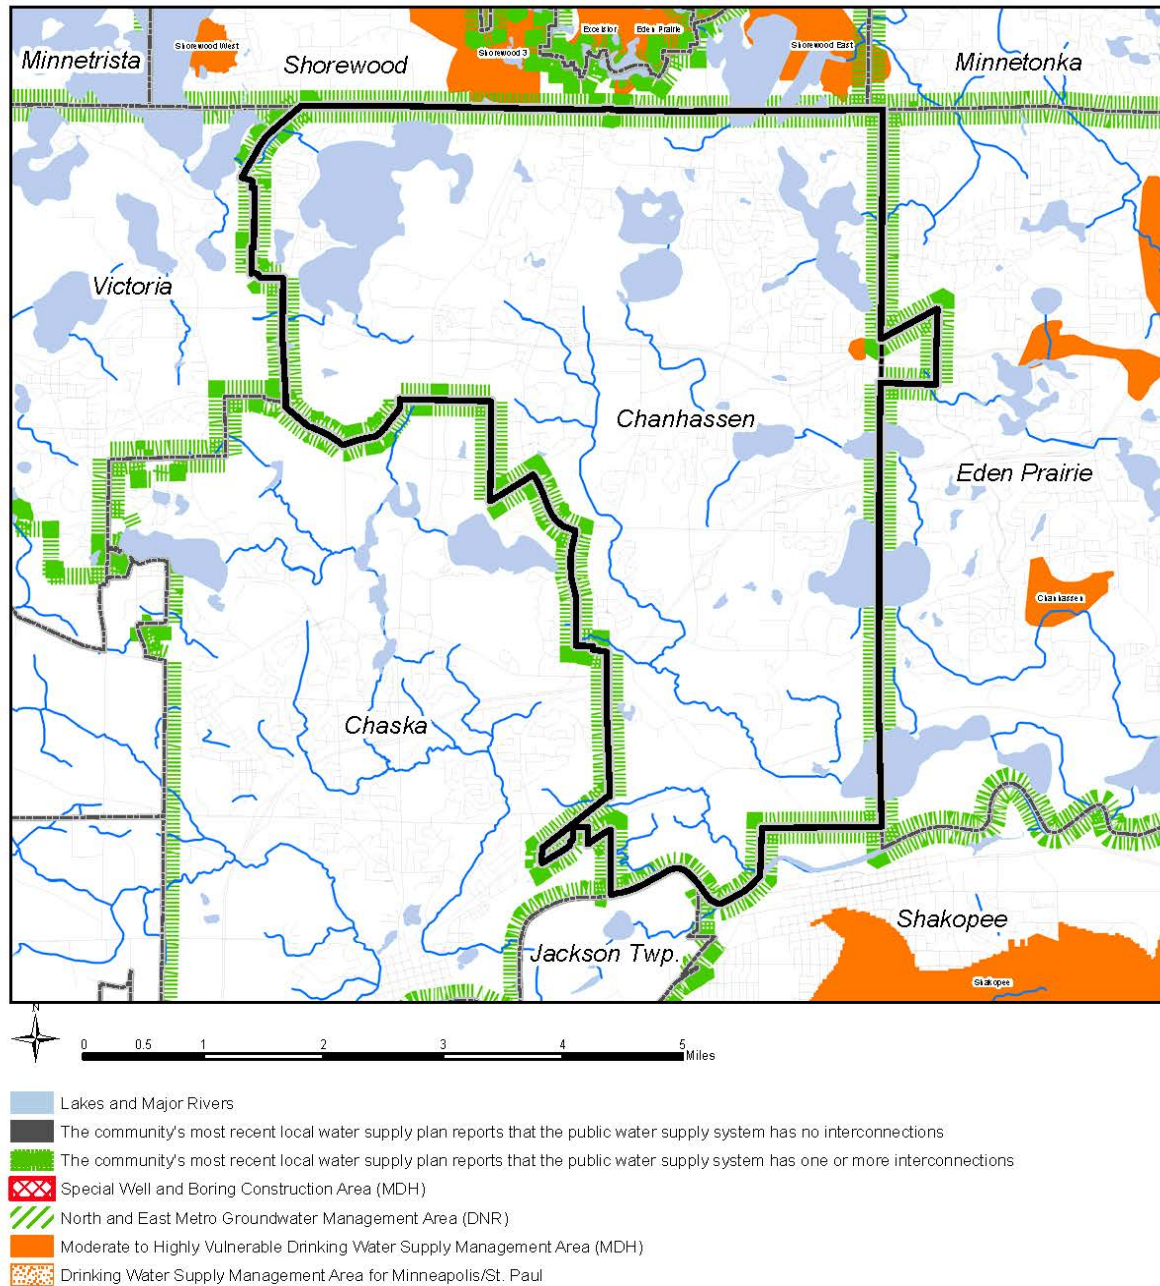 Shorewood West
Excelsior
Eden Prairie
Shorewood 3
Shorewood East
Minnetrista
Shorewood
Minnetonka
Victoria
Chanhassen
Eden Prairie
Chanhassen
Chaska
Shakopee
Jackson Twp.
Shakopee
N
0 0.5 1 2 3 4 5
Miles
Lakes and Major Rivers
The community's most recent local water supply plan reports that the public water supply system has no interconnections
The community's most recent local water supply plan reports that the public water supply system has one or more interconnections
Special Well and Boring Construction Area (MDH)
North and East Metro Groundwater Management Area (DNR)
Moderate to Highly Vulnerable Drinking Water Supply Management Area (MDH)
Drinking Water Supply Management Area for Minneapolis/St. Paul